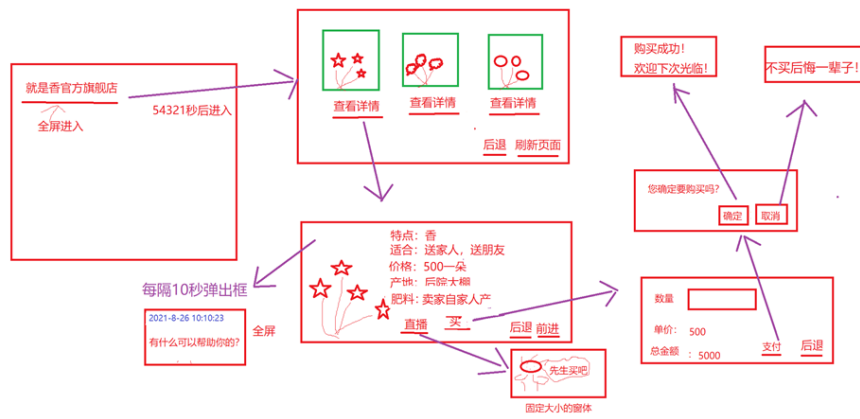 就是香官方旗舰店
全屏进入
54321秒后进入
查看详情
查看详情
查看详情
后退
刷新页面
特点：香
适合：送家人，送朋友
价格：500一朵
产地：后院大棚
肥料：卖家自家人产
直播
买
后退
前进
每隔10秒弹出框
2021-8-26 10:10:23
有什么可以帮助你的?
全屏
先生买吧
固定大小的窗体
数量
单价： 500
总金额 ：5000
支付
后退
您确定要购买吗?
确定
取消
购买成功！
欢迎下次光临！
不买后悔一辈子！